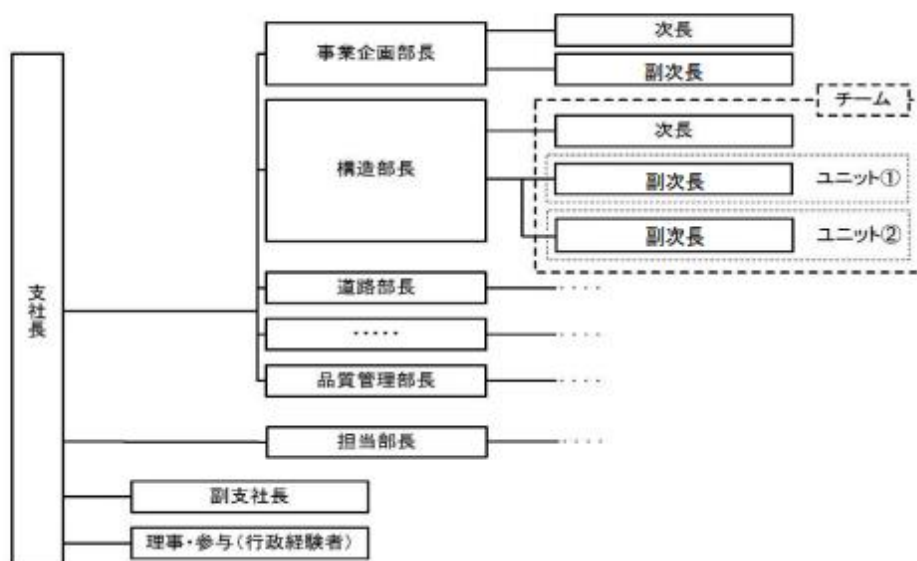 事業企画部長
次長
副次長
チーム
構造部長
次長
副次長
ユニット①
副次長
ユニット②
支社長
道路部長
・・・・
・・・・・
・・・・
品質管理部長
・・・・
担当部長
・・・・
副支社長
理事・参与(行政経験者)